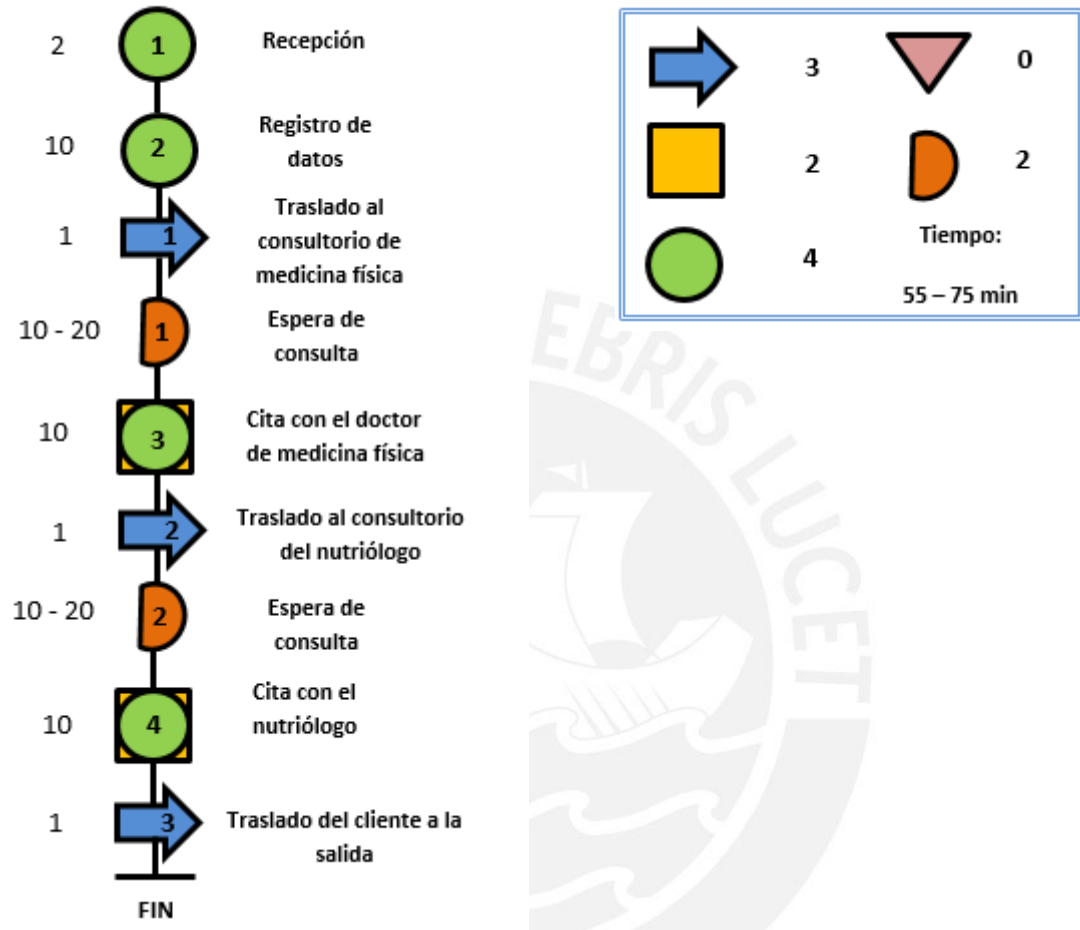 2
1
Recepción
10
2
Registro de
datos
1
1
Traslado al
consultorio de
medicina física
10 - 20
1
Espera de
consulta
10
3
Cita con el doctor
de medicina física
1
2
Traslado al consultorio
del nutriólogo
10 - 20
2
Espera de
consulta
10
4
Cita con el
nutriólogo
1
3
Traslado del cliente a la
salida
FIN
3
0
2
2
4
Tiempo:
55 – 75 min
EBRIS LUCET